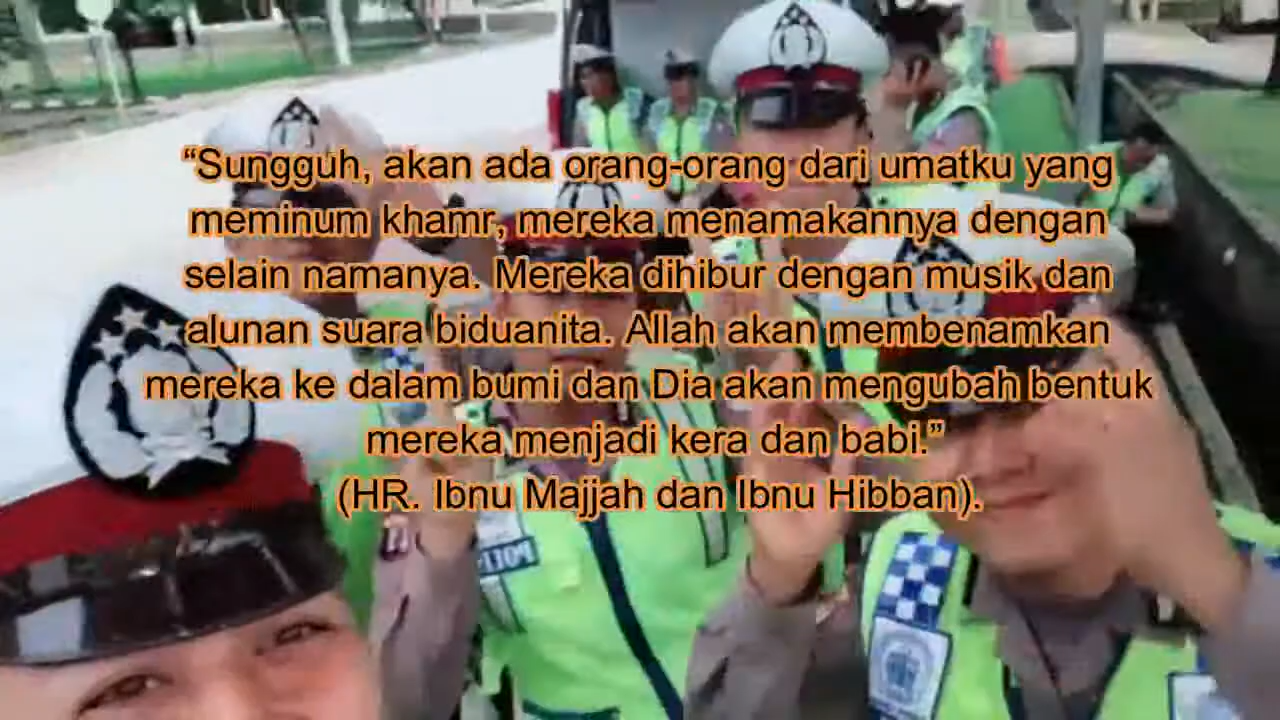 “Sungguh, akan ada orang-orang dari umatku yang
meminum khamr, mereka menamakannya dengan
selain namanya. Mereka dihibur dengan musik dan
alunan suara biduanita. Allah akan membenamkan
mereka ke dalam bumi dan Dia akan mengubah bentuk
mereka menjadi kera dan babi.”
(HR. Ibnu Majjah dan Ibnu Hibban).